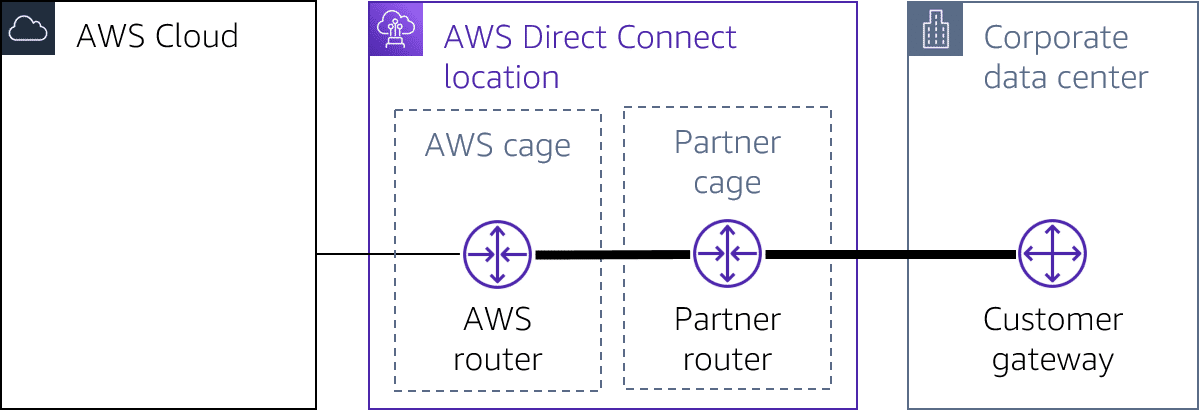 AWS Cloud
AWS Direct Connect
location
Corporate
data center
AWS cage
Partner
cage
AWS
router
Partner
router
Customer
gateway